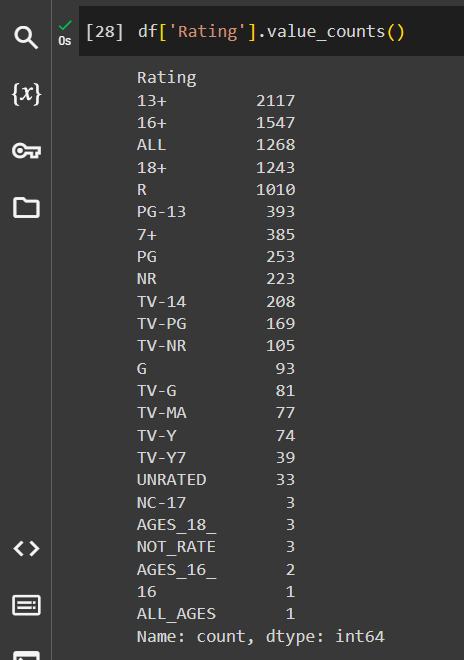 [28] df['Rating'].value_counts()
0s
{x}
Rating
13+ 2117
16+ 1547
ALL 1268
18+ 1243
R 1010
PG-13 393
7+ 385
PG 253
NR 223
TV-14 208
TV-PG 169
TV-NR 105
G 93
TV-G 81
TV-MA 77
TV-Y 74
TV-Y7 39
UNRATED 33
NC-17 3
AGES_18_ 3
NOT_RATE 3
AGES_16_ 2
16 1
ALL_AGES 1
Name: count, dtype: int64